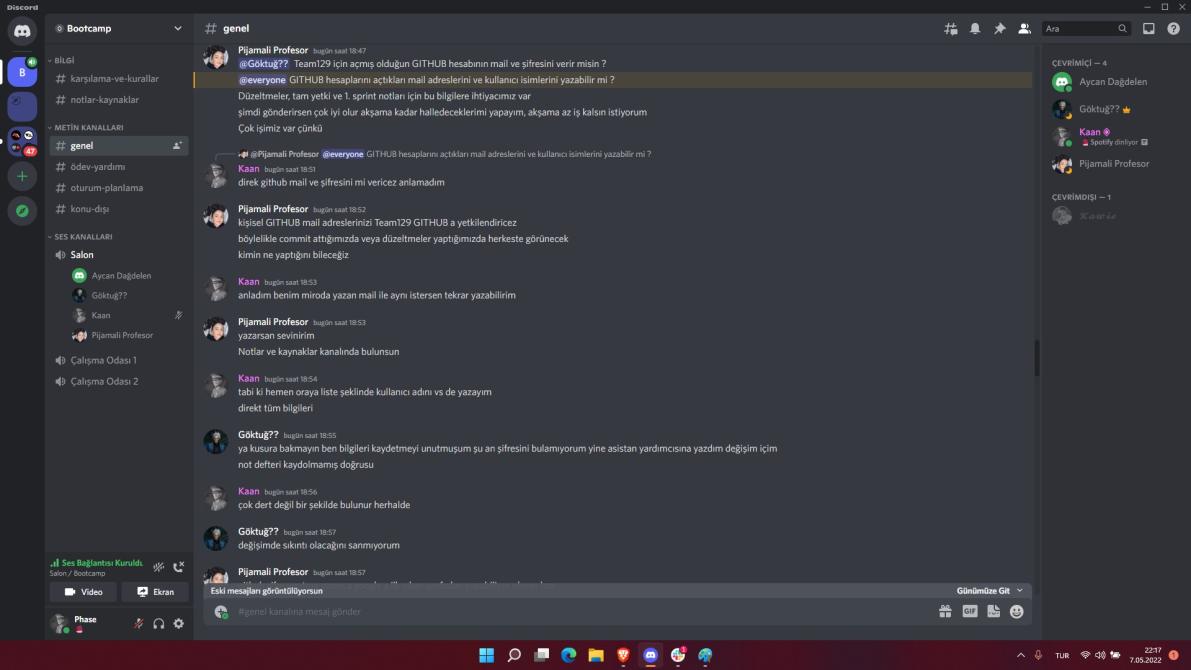 Discord
Bootcamp
genel
Ara
BİLGİ
karşılama-ve-kurallar
notlar-kaynaklar
METİN KANALLARI
genel
ödev-yardımı
oturum-planlama
konu-dışı
SES KANALLARI
Salon
Aycan Dağdelen
Göktuğ??
Kaan
Pijamali Profesor
Çalışma Odası 1
Çalışma Odası 2
B
47
Ses Bağlantısı Kuruldu
Salon / Bootcamp
Video
Ekran
Phase
Pijamali Profesor bugün saat 18:47
@Göktuğ?? Team129 için açmış olduğun GITHUB hesabının mail ve şifresini verir misin ?
@everyone GITHUB hesaplarını açtıkları mail adreslerini ve kullanıcı isimlerini yazabilir mi ?
Düzeltmeler, tam yetki ve 1. sprint notları için bu bilgilere ihtiyacımız var
şimdi gönderirsen çok iyi olur akşama kadar halledeceklerimi yapayım, akşama az iş kalsın istiyorum
Çok işimiz var çünkü
@Pijamali Profesor @everyone GITHUB hesaplarını açtıkları mail adreslerini ve kullanıcı isimlerini yazabilir mi ?
Kaan bugün saat 18:51
direk github mail ve şifresini mi vericez anlamadım
Pijamali Profesor bugün saat 18:52
kişisel GITHUB mail adreslerinizi Team129 GITHUB a yetkilendiricez
böylelikle commit attığımızda veya düzeltmeler yaptığımızda herkeste görünecek
kimin ne yaptığını bileceğiz
Kaan bugün saat 18:53
anladım benim miroda yazan mail ile aynı istersen tekrar yazabilirim
Pijamali Profesor bugün saat 18:53
yazarsan sevinirim
Notlar ve kaynaklar kanalında bulunsun
Kaan bugün saat 18:54
tabi ki hemen oraya liste şeklinde kullanıcı adını vs de yazayım
direkt tüm bilgileri
Göktuğ?? bugün saat 18:55
ya kusura bakmayın ben bilgileri kaydetmeyi unutmuşum şu an şifresini bulamıyorum yine asistan yardımcısına yazdım değişim içim
not defteri kaydolmamış doğrusu
Kaan bugün saat 18:56
çok dert değil bir şekilde bulunur herhalde
Göktuğ?? bugün saat 18:57
değişimde sıkıntı olacağını sanmıyorum
Pijamali Profesor bugün saat 18:57
Eski mesajları görüntülüyorsun
Günümüze Git
#genel kanalına mesaj gönder
GIF
ÇEVRİMİÇİ — 4
Aycan Dağdelen
Göktuğ??
Kaan
Spotify dinliyor
Pijamali Profesor
ÇEVRİMDIŞI — 1
TUR
22:17
7.05.2022
1